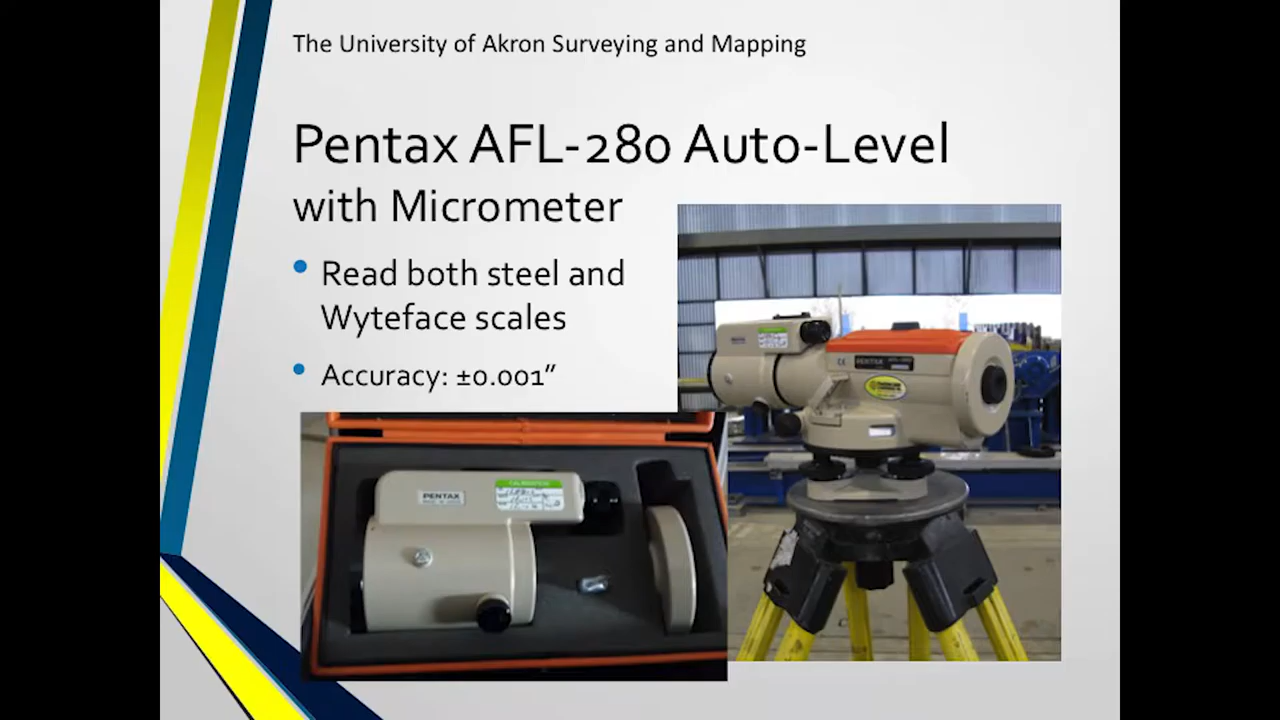 The University of Akron Surveying and Mapping
Pentax AFL-280 Auto-Level
with Micrometer
• Read both steel and
Wyteface scales
• Accuracy: ±0.001”
PENTAX
CALIBRATION
PENTAX